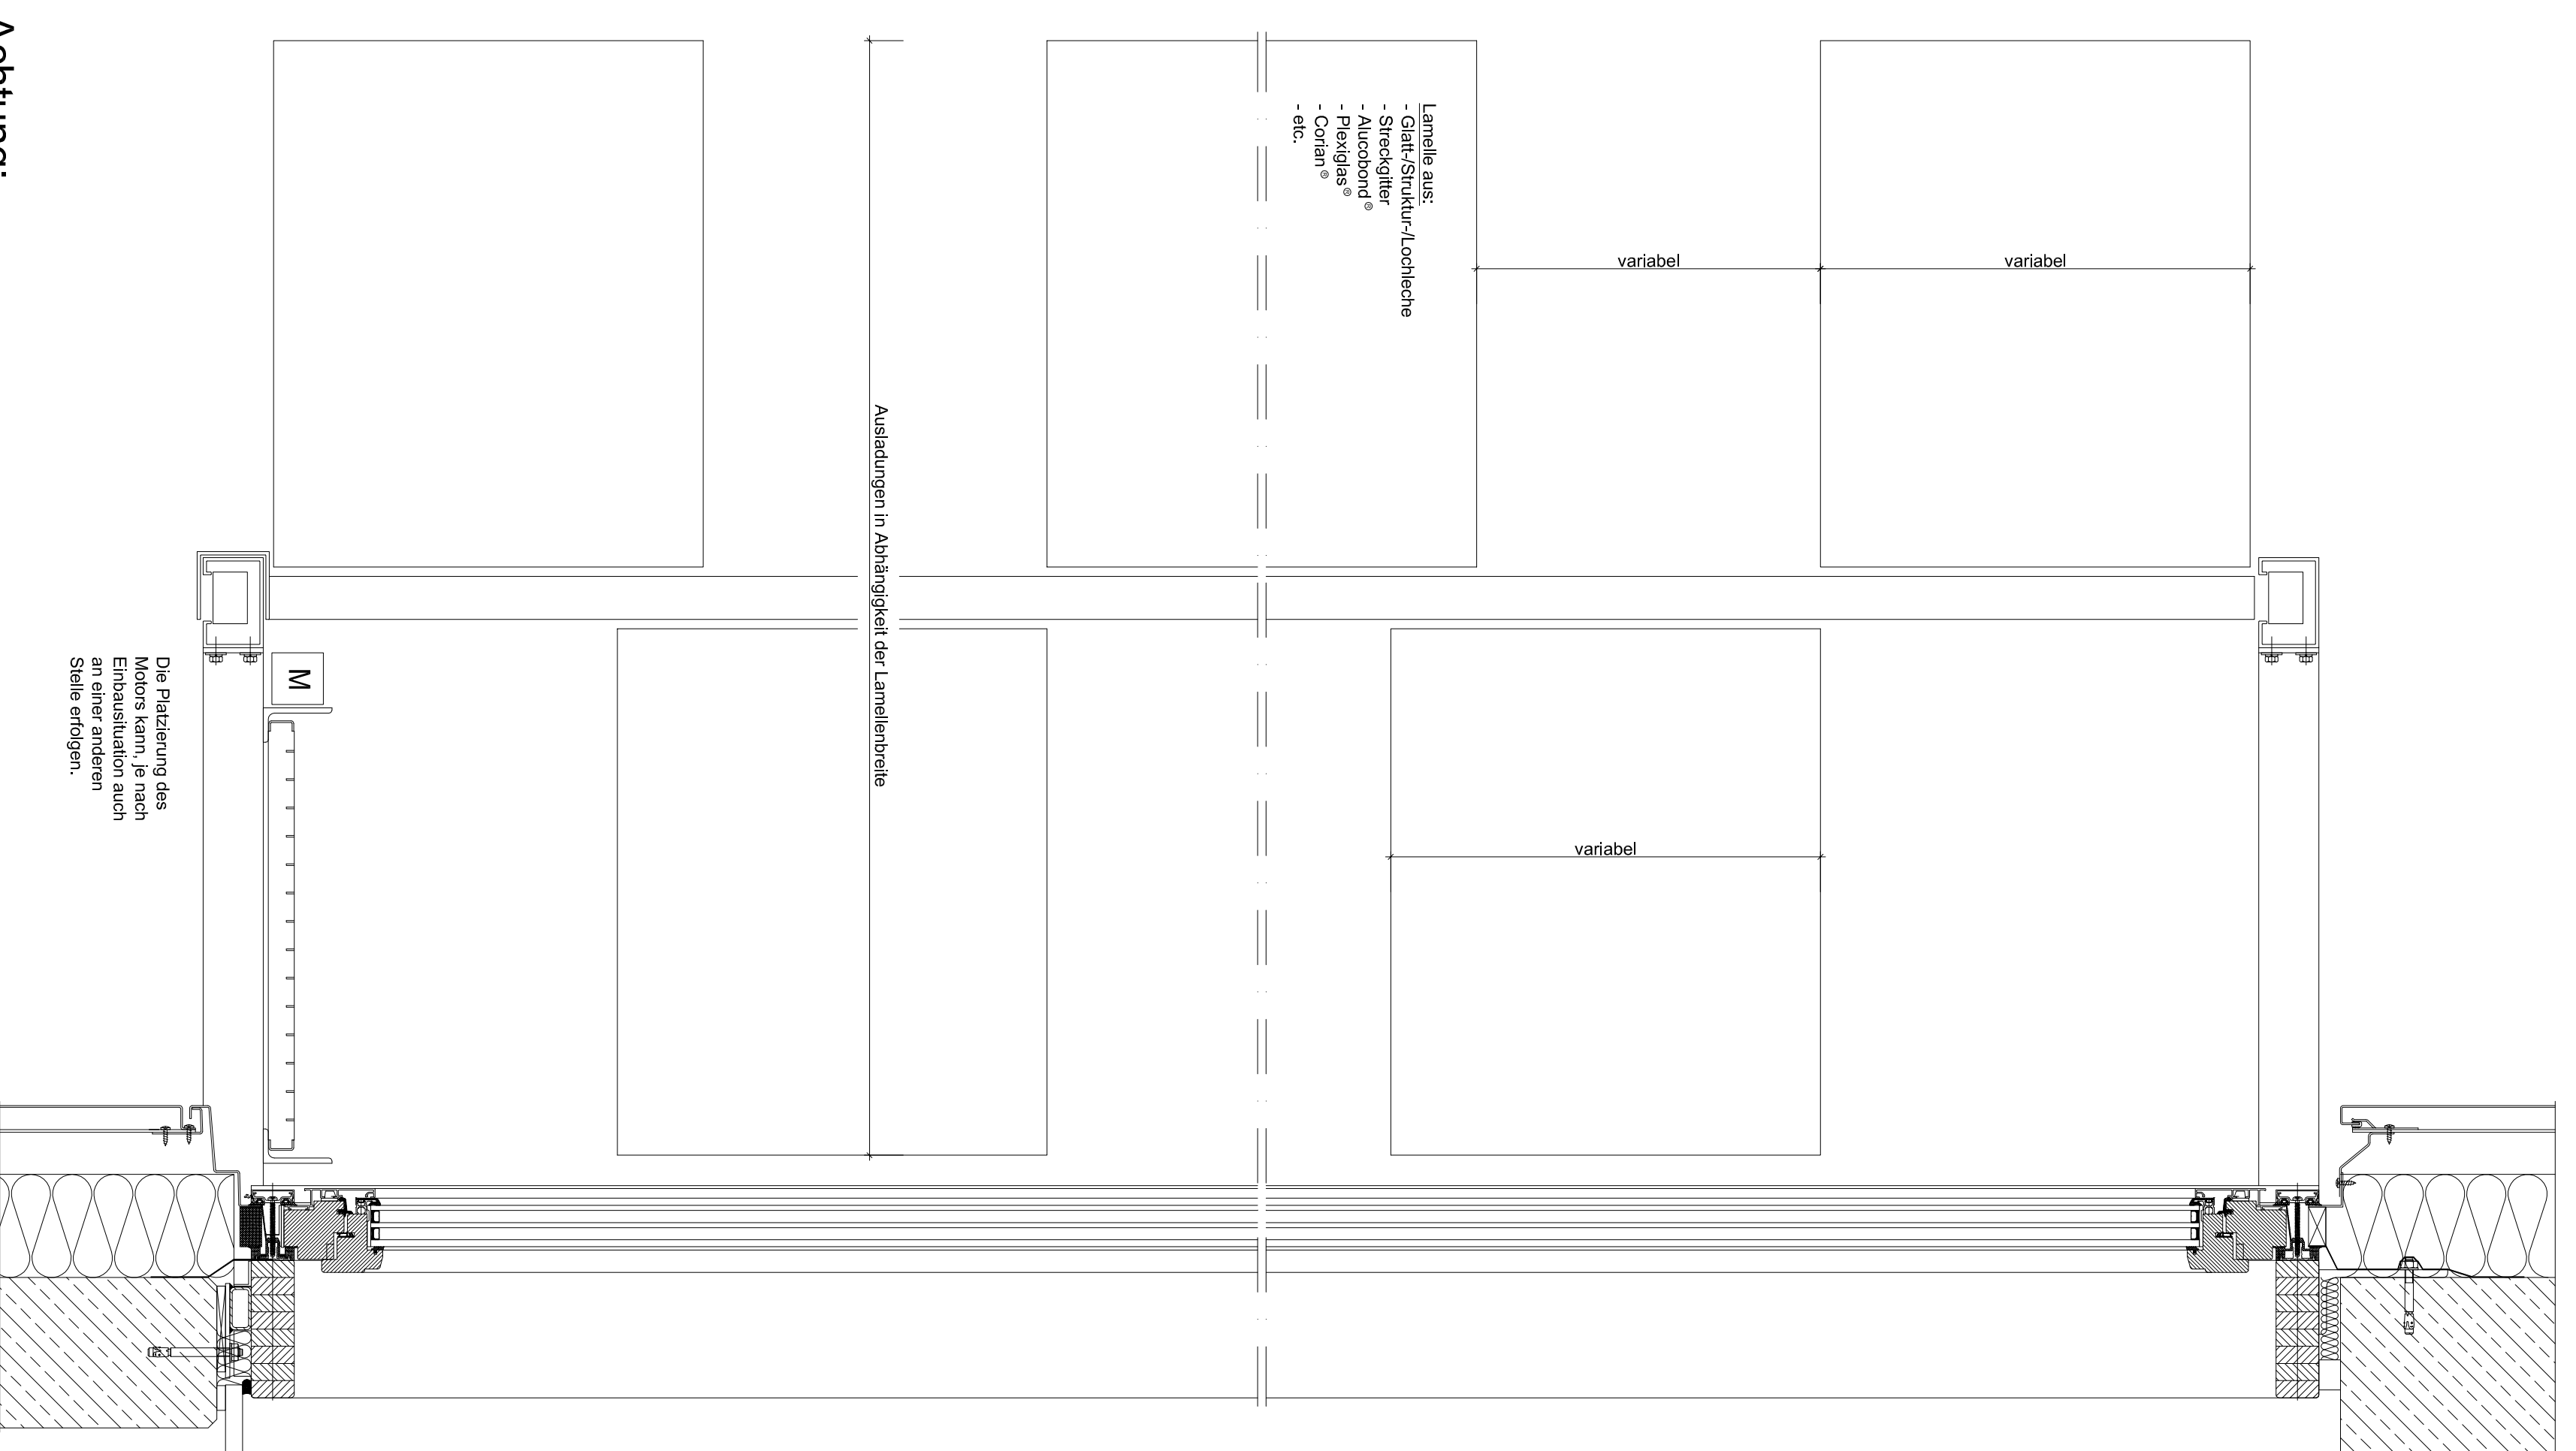 Achtung:
Lamelle aus:
- Glatt-/Struktur-/Lochleche
- Streckgitter
- Alucobond®
- Plexiglas®
- Corian®
- etc.
variabel
variabel
Ausladungen in Abhängigkeit der Lamellenbreite
M
Die Platzierung des
Motors kann, je nach
Einbausituation auch
an einer anderen
Stelle erfolgen.
variabel